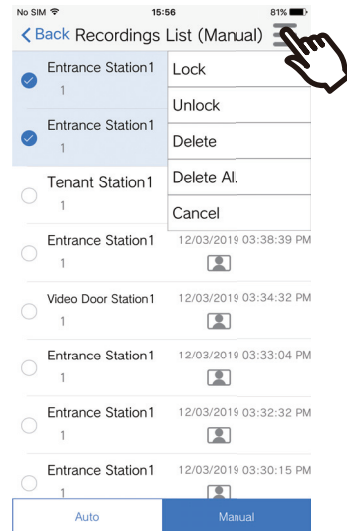 No SIM 15:56 81%
Back Recordings List (Manual)
Entrance Station1
1
Lock
Unlock
Entrance Station1
1
Delete
Tenant Station1
1
Delete Al.
Cancel
Entrance Station1 12/03/2019 03:38:39 PM
1
Video Door Station1 12/03/2019 03:34:32 PM
1
Entrance Station1 12/03/2019 03:33:04 PM
1
Entrance Station1 12/03/2019 03:32:32 PM
1
Entrance Station1 12/03/2019 03:30:15 PM
1
Auto Manual